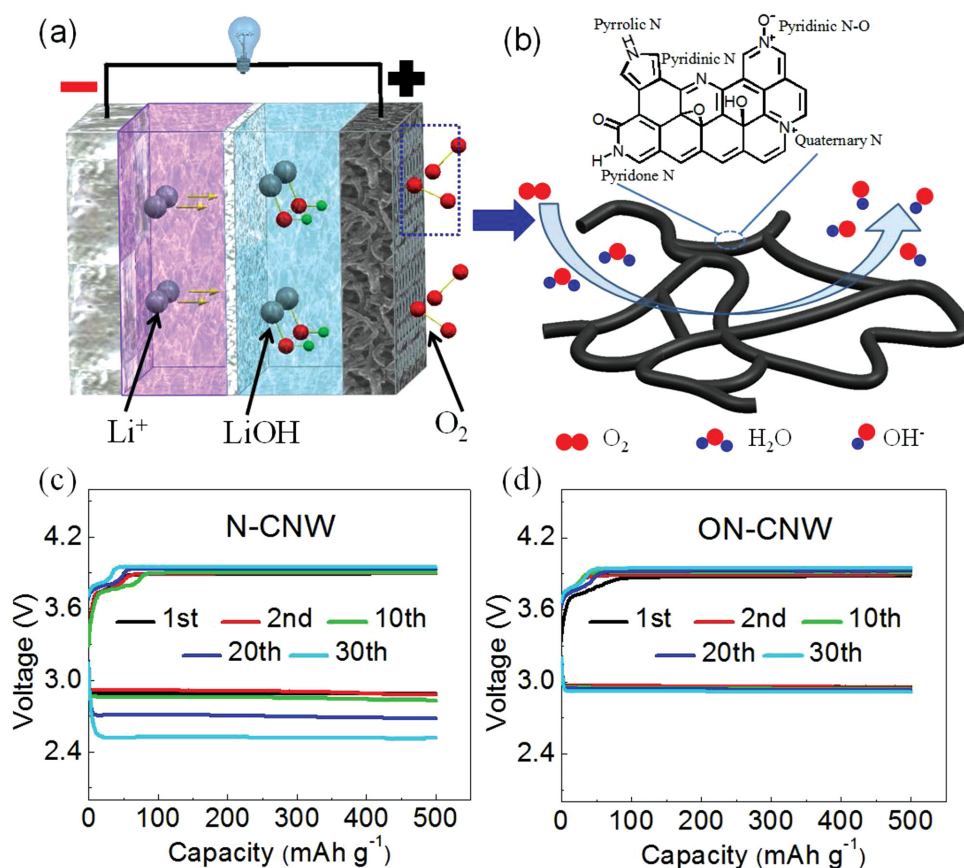 (a)
Li+
LiOH
O2
(b)
Pyrrolic N
Pyridinic N
Pyridinic N-O
Quaternary N
Pyridone N
H
N
N
O-
N+
O
HO
O
N
H
N+
O2
H2O
OH-
(c)
N-CNW
1st 2nd 10th
20th 30th
Voltage (V)
4.2
3.6
3.0
2.4
0 100 200 300 400 500
Capacity (mAh g-1)
(d)
ON-CNW
1st 2nd 10th
20th 30th
Voltage (V)
4.2
3.6
3.0
2.4
0 100 200 300 400 500
Capacity (mAh g-1)